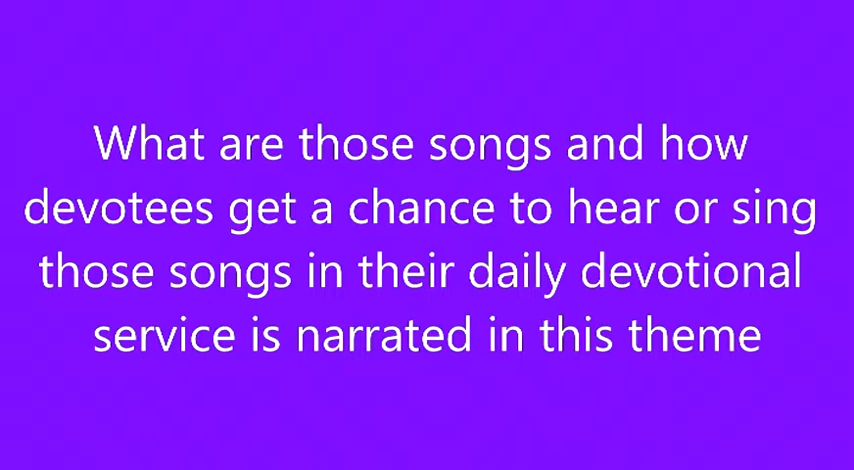 What are those songs and how
devotees get a chance to hear or sing
those songs in their daily devotional
service is narrated in this theme